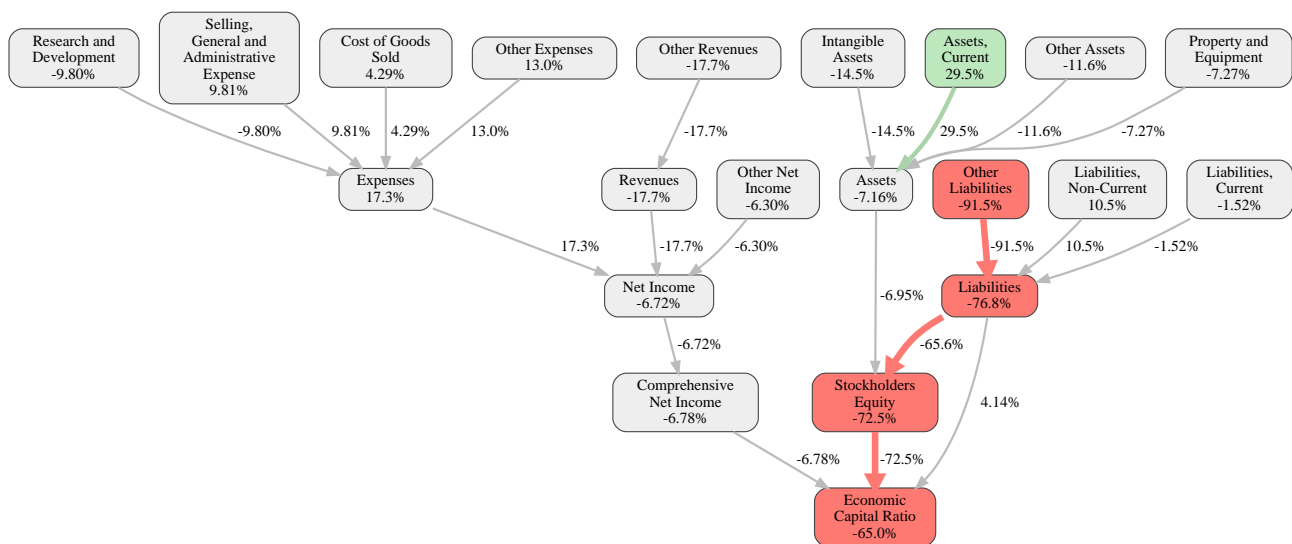 Research and
Development
-9.80%
Selling,
General and
Administrative
Expense
9.81%
Cost of Goods
Sold
4.29%
Other Expenses
13.0%
Other Revenues
-17.7%
Intangible
Assets
-14.5%
Assets,
Current
29.5%
Other Assets
-11.6%
Property and
Equipment
-7.27%
-9.80%
9.81%
4.29%
13.0%
-17.7%
-14.5%
29.5%
-11.6%
-7.27%
Expenses
17.3%
Revenues
-17.7%
Other Net
Income
-6.30%
Assets
-7.16%
Other
Liabilities
-91.5%
Liabilities,
Non-Current
10.5%
Liabilities,
Current
-1.52%
17.3%
-17.7%
-6.30%
-91.5%
10.5%
-1.52%
Net Income
-6.72%
-6.95%
Liabilities
-76.8%
-6.72%
-65.6%
Comprehensive
Net Income
-6.78%
Stockholders
Equity
-72.5%
4.14%
-6.78%
-72.5%
Economic
Capital Ratio
-65.0%